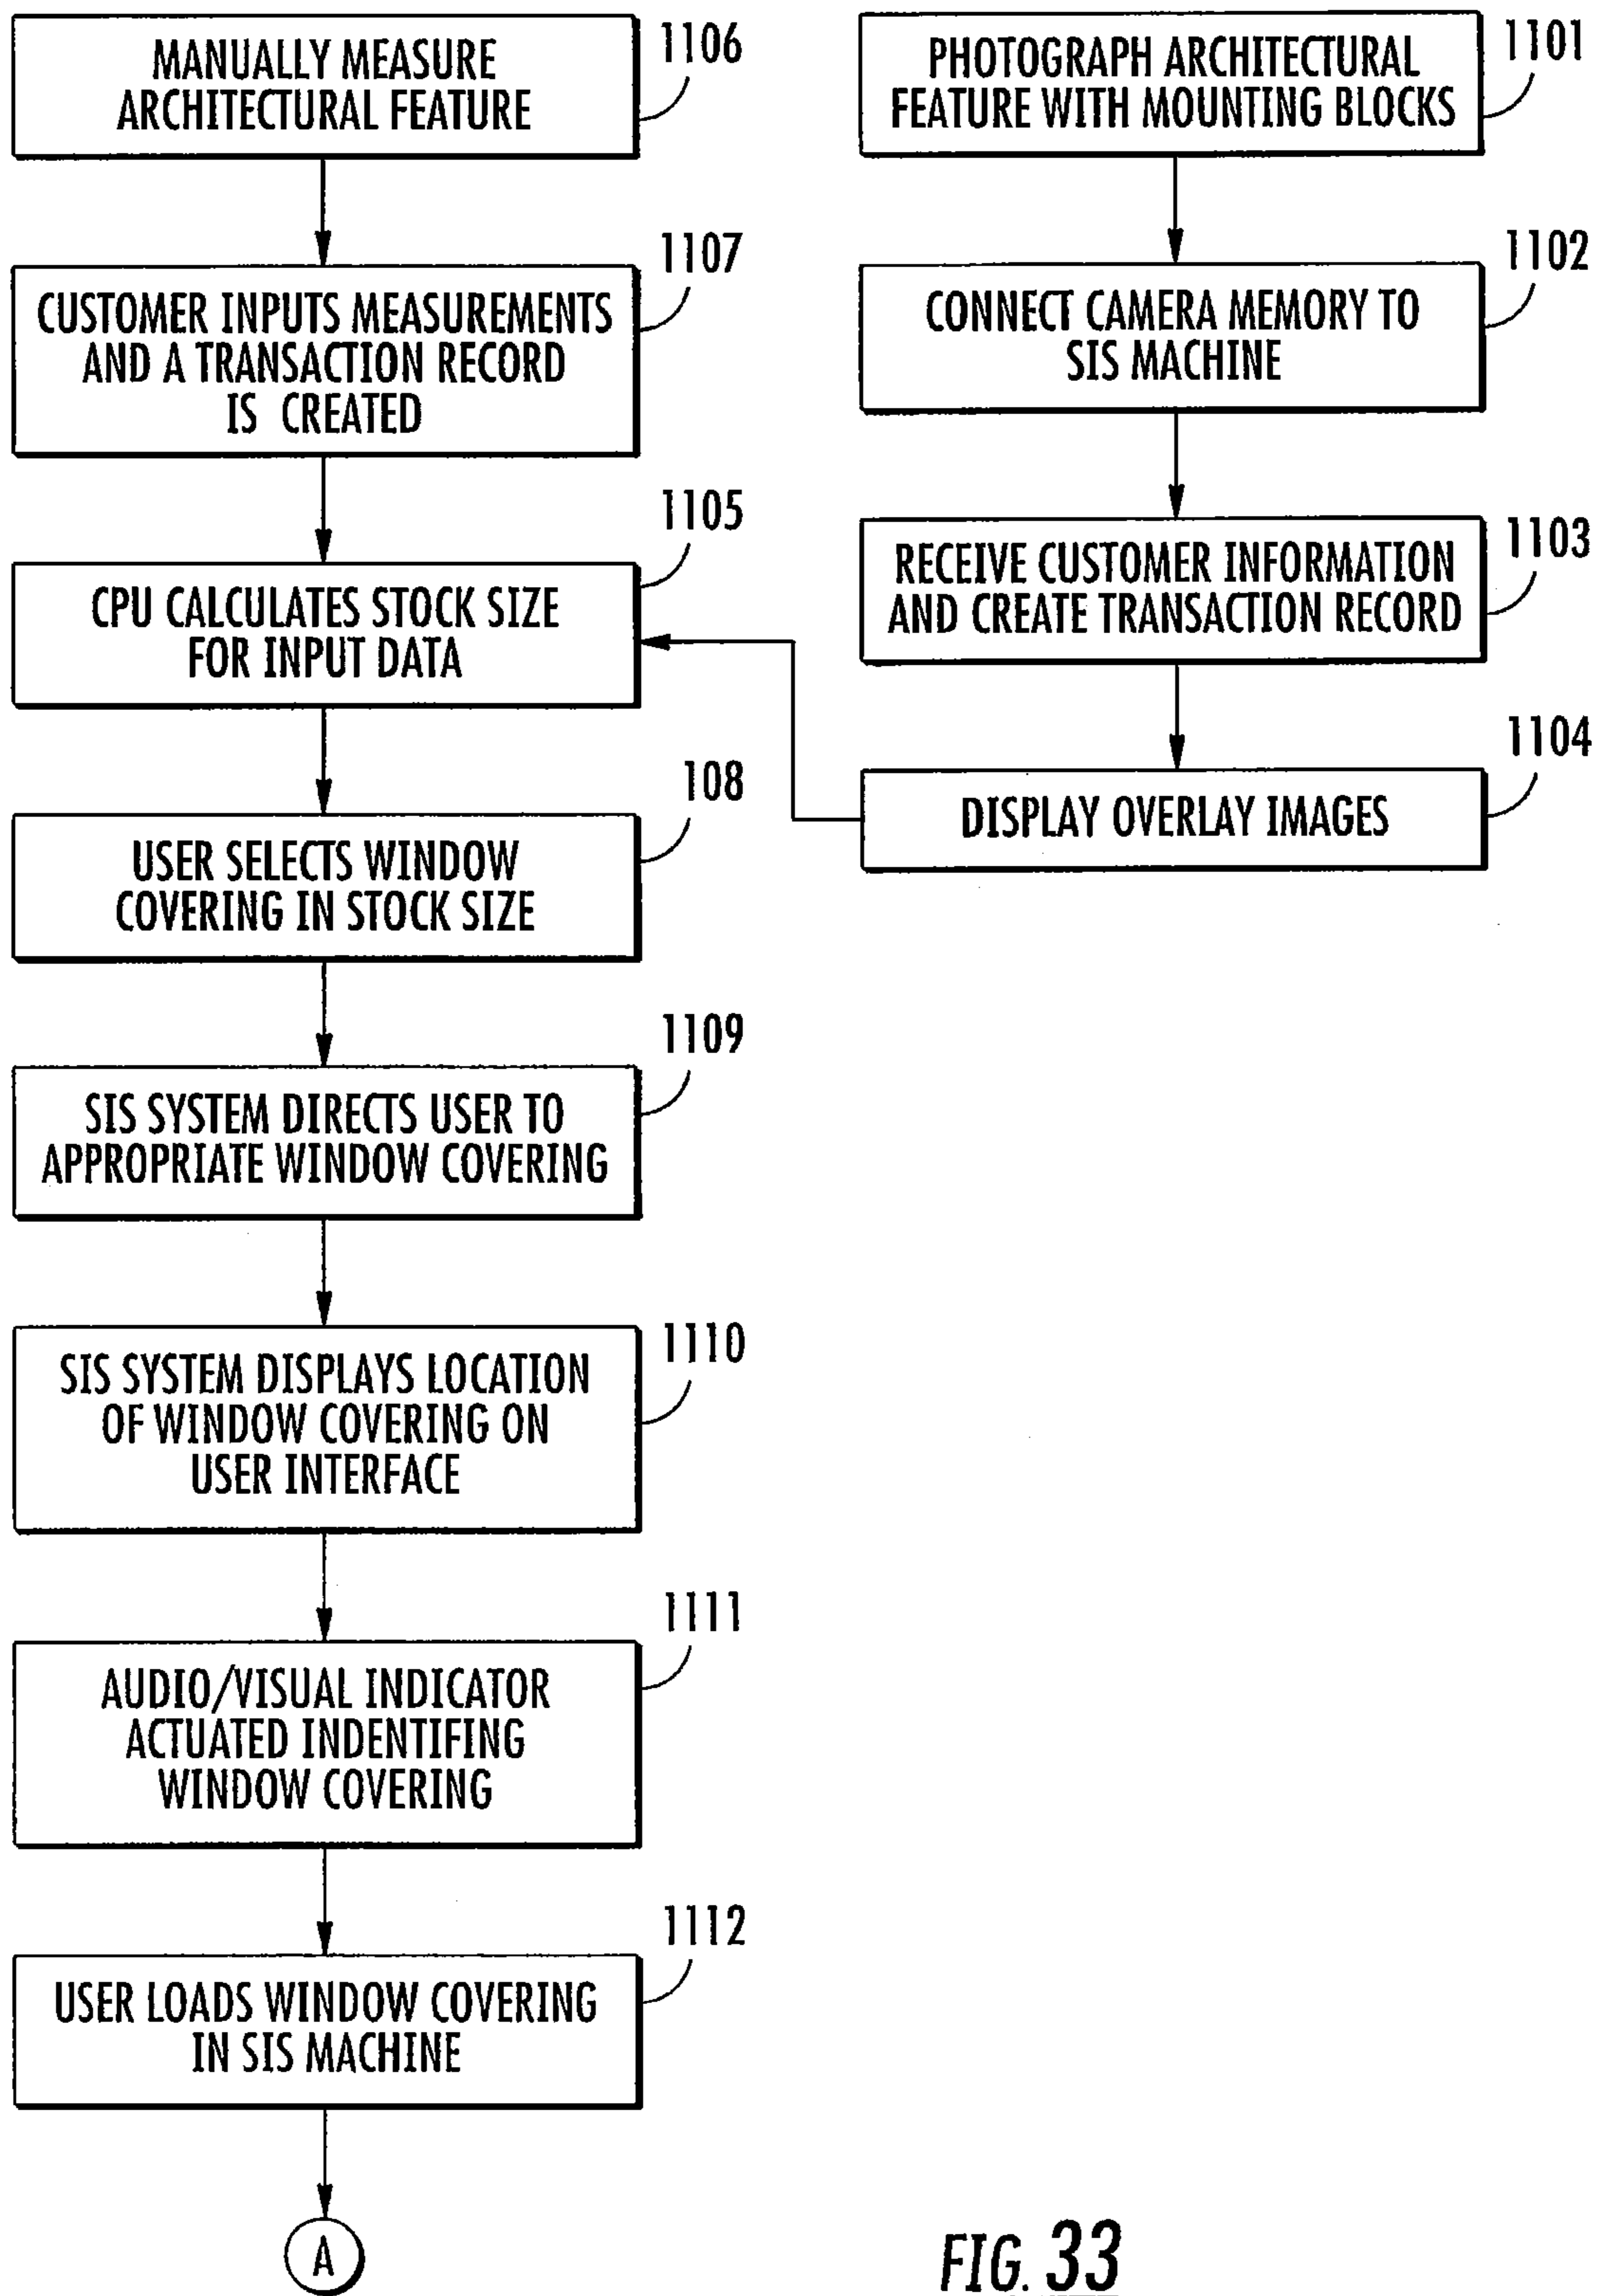 MANUALLY MEASURE
ARCHITECTURAL FEATURE
1106
CUSTOMER INPUTS MEASUREMENTS
AND A TRANSACTION RECORD
IS CREATED
1107
CPU CALCULATES STOCK SIZE
FOR INPUT DATA
1105
USER SELECTS WINDOW
COVERING IN STOCK SIZE
108
SIS SYSTEM DIRECTS USER TO
APPROPRIATE WINDOW COVERING
1109
SIS SYSTEM DISPLAYS LOCATION
OF WINDOW COVERING ON
USER INTERFACE
1110
AUDIO/VISUAL INDICATOR
ACTUATED INDENTIFING
WINDOW COVERING
1111
USER LOADS WINDOW COVERING
IN SIS MACHINE
1112
A
PHOTOGRAPH ARCHITECTURAL
FEATURE WITH MOUNTING BLOCKS
1101
CONNECT CAMERA MEMORY TO
SIS MACHINE
1102
RECEIVE CUSTOMER INFORMATION
AND CREATE TRANSACTION RECORD
1103
DISPLAY OVERLAY IMAGES
1104
FIG. 33